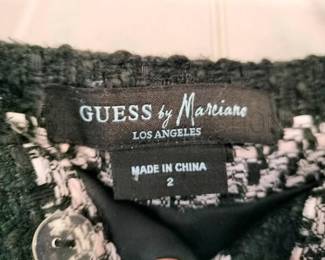 GUESS by Marciano
LOS ANGELES
MADE IN CHINA
2